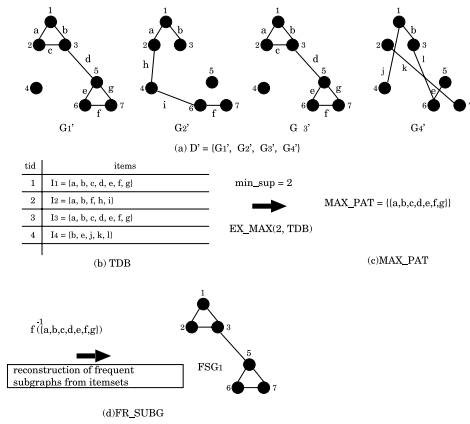 1 1 1 1
a b a b a b b
2 c 3 2 3 2 c 3 2 3
d h d l
j k
4 5 4 5 4 5 4 5
e g i e g e
6 f 7 6 f 7 6 f 7 6 7
G1' G2' G 3' G4'
(a) D' = {G1', G2', G3', G4'}
tid items
1 I1 = {a, b, c, d, e, f, g}
2 I2 = {a, b, f, h, i}
3 I3 = {a, b, c, d, e, f, g}
4 I4 = {b, e, j, k, l}
(b) TDB
min_sup = 2
EX_MAX(2, TDB)
MAX_PAT = {{a,b,c,d,e,f,g}}
(c)MAX_PAT
f -1 ({a,b,c,d,e,f,g})
reconstruction of frequent
subgraphs from itemsets
1
2 3
FSG1 5
6 7
(d)FR_SUBG